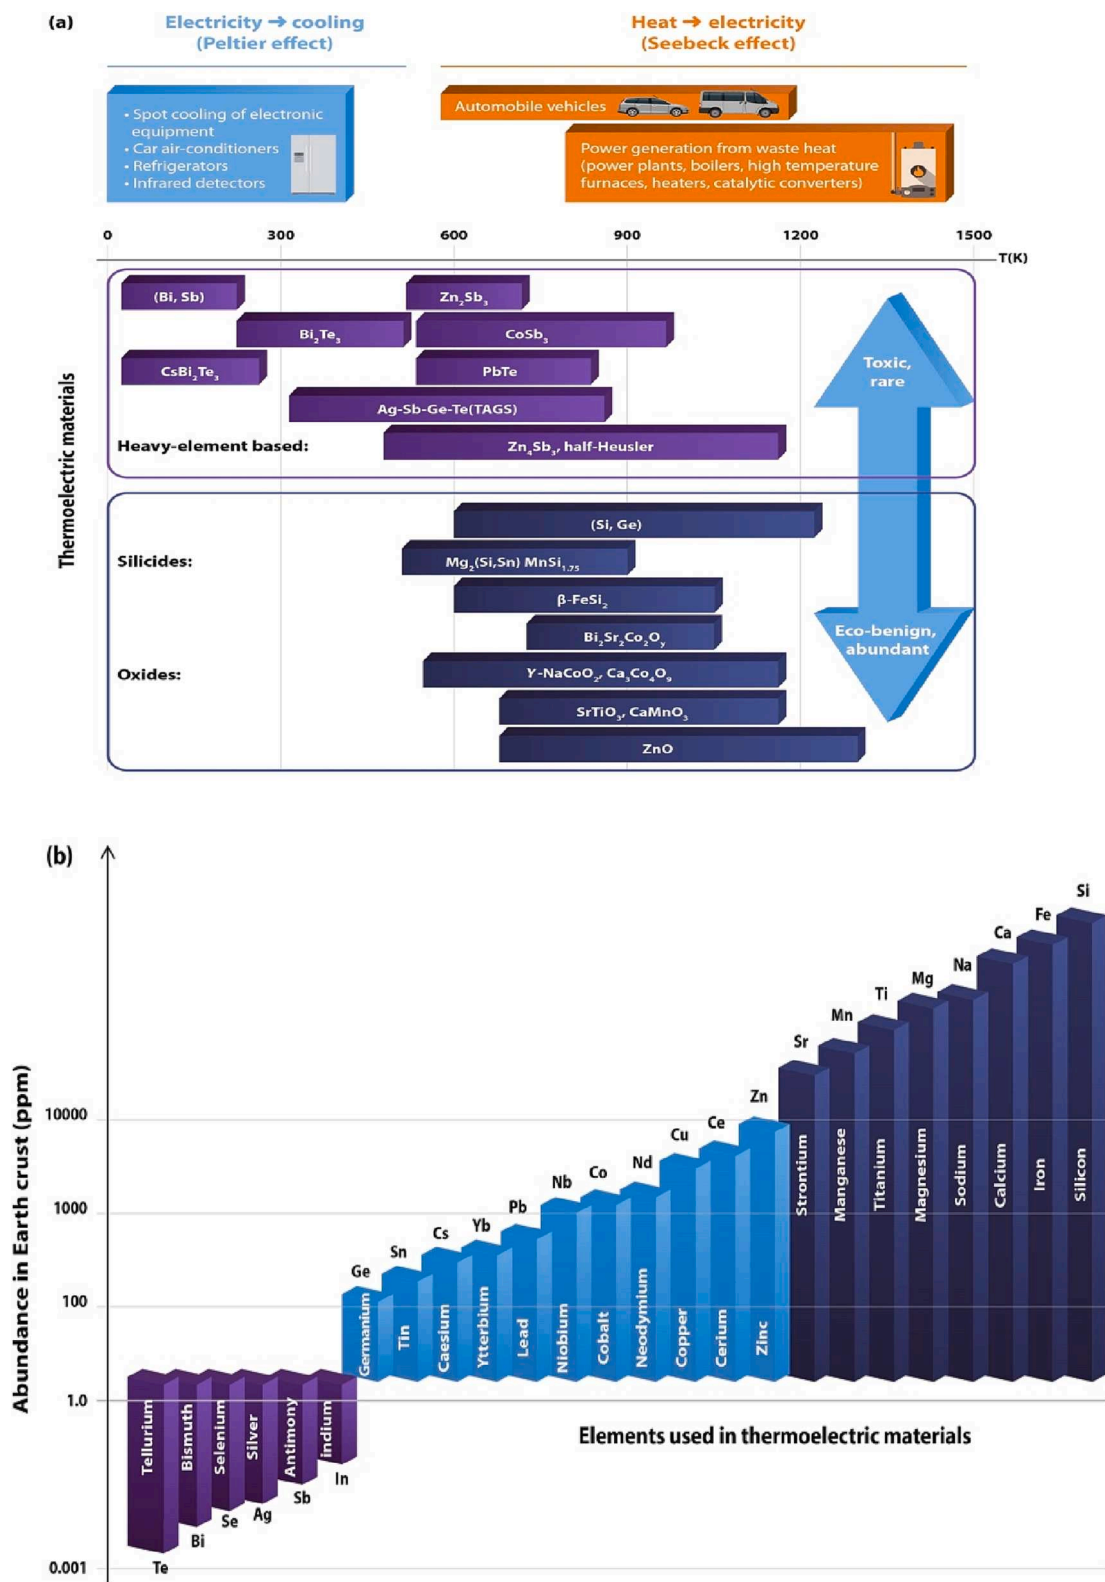 (a)
Electricity → cooling
(Peltier effect)
Heat → electricity
(Seebeck effect)
• Spot cooling of electronic
equipment
• Car air-conditioners
• Refrigerators
• Infrared detectors
Automobile vehicles
Power generation from waste heat
(power plants, boilers, high temperature
furnaces, heaters, catalytic converters)
0 300 600 900 1200 1500
T(K)
Thermoelectric materials
(Bi, Sb)
Zn₂Sb₃
Bi₂Te₃
CoSb₃
CsBi₂Te₃
PbTe
Ag-Sb-Ge-Te(TAGS)
Heavy-element based:
Zn₄Sb₃, half-Heusler
Toxic,
rare
(Si, Ge)
Silicides:
Mg₂(Si,Sn) MnSi₁.₇₅
β-FeSi₂
Bi₂Sr₂Co₂Oᵧ
Oxides:
Y-NaCoO₂, Ca₃Co₄O₉
SrTiO₃, CaMnO₃
ZnO
Eco-benign,
abundant
(b)
Abundance in Earth crust (ppm)
10000
1000
100
1.0
0.001
Te
Bi
Se
Ag
Sb
In
Ge
Sn
Cs
Yb
Pb
Nb
Co
Nd
Cu
Ce
Zn
Sr
Mn
Ti
Mg
Na
Ca
Fe
Si
Tellurium
Bismuth
Selenium
Silver
Antimony
indium
Germanium
Tin
Caesium
Ytterbium
Lead
Niobium
Cobalt
Neodymium
Copper
Cerium
Zinc
Strontium
Manganese
Titanium
Magnesium
Sodium
Calcium
Iron
Silicon
Elements used in thermoelectric materials